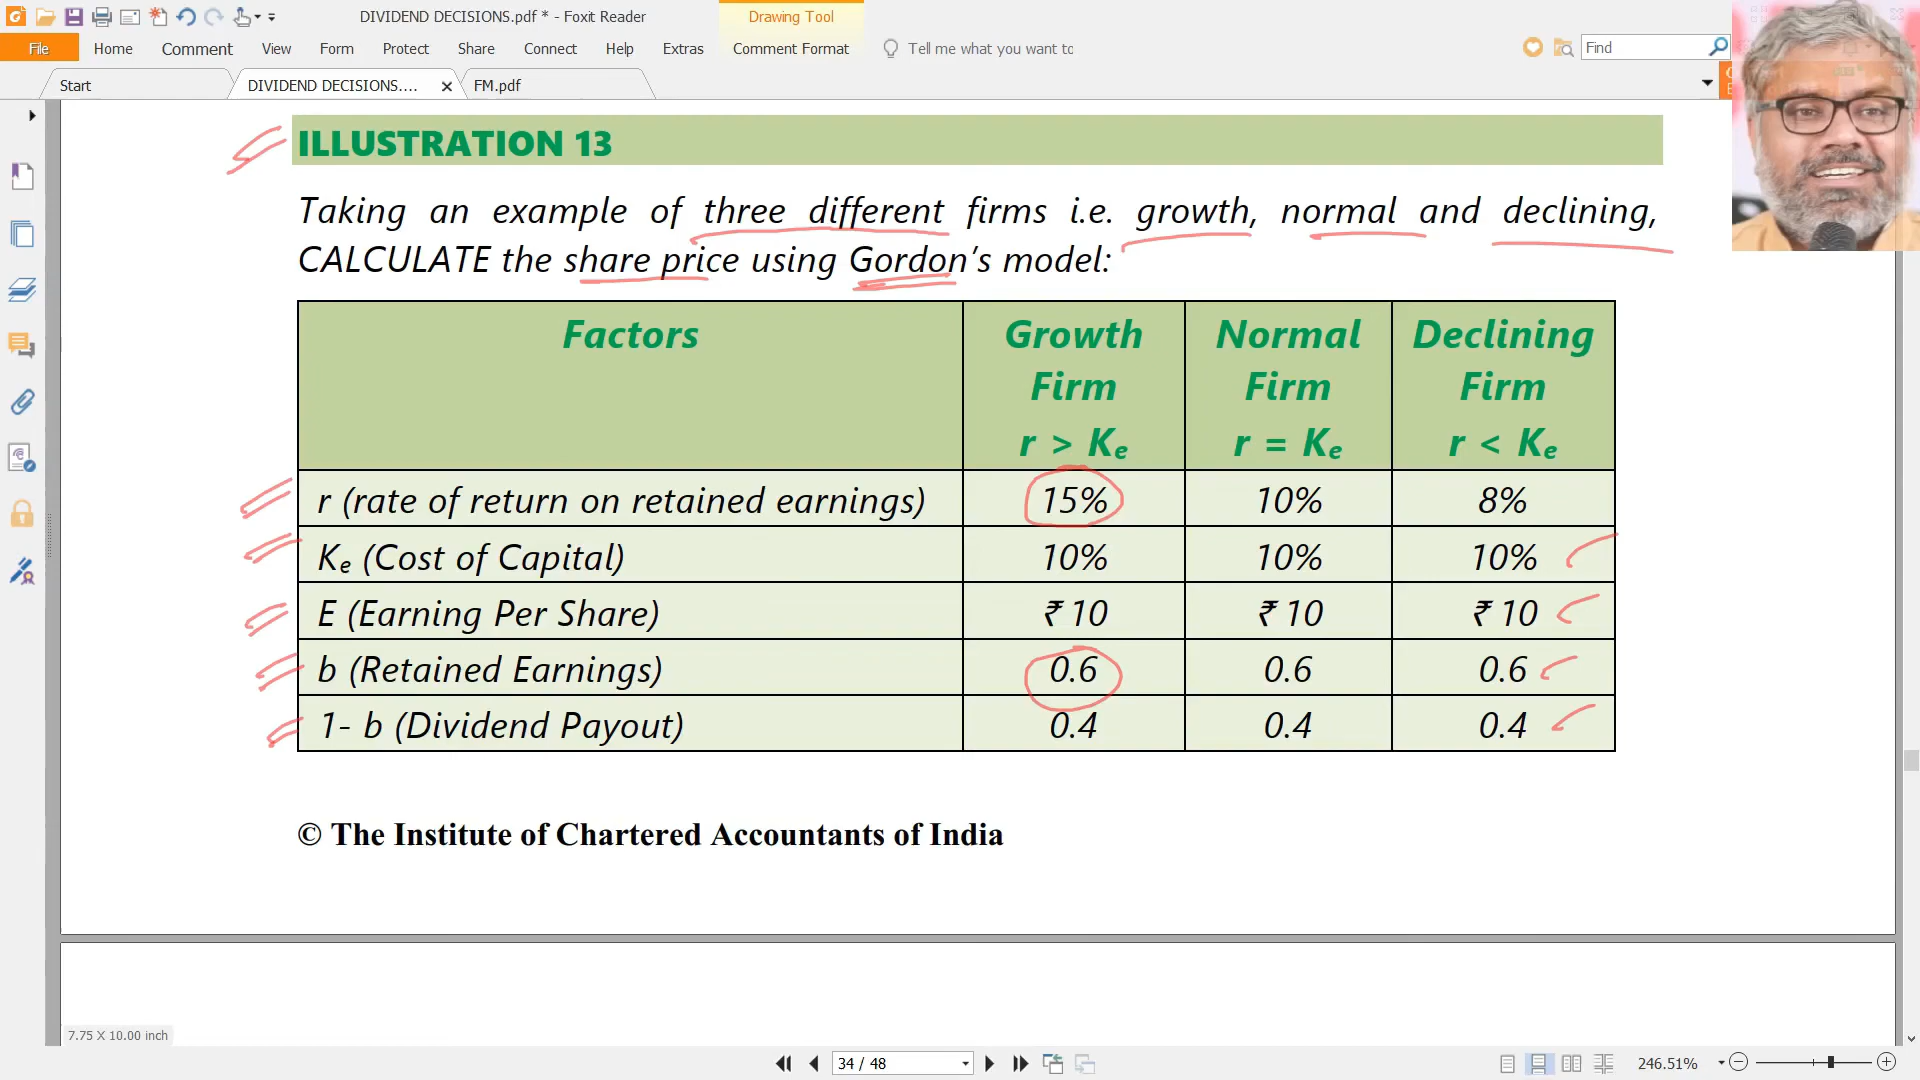 DIVIDEND DECISIONS.pdf * - Foxit Reader
Drawing Tool
File Home Comment View Form Protect Share Connect Help Extras Comment Format Tell me what you want to Find
Start DIVIDEND DECISIONS.... FM.pdf
ILLUSTRATION 13
Taking an example of three different firms i.e. growth, normal and declining,
CALCULATE the share price using Gordon's model:
Factors Growth Firm r > Ke Normal Firm r = Ke Declining Firm r < Ke
r (rate of return on retained earnings) 15% 10% 8%
Ke (Cost of Capital) 10% 10% 10%
E (Earning Per Share) ₹ 10 ₹ 10 ₹ 10
b (Retained Earnings) 0.6 0.6 0.6
1- b (Dividend Payout) 0.4 0.4 0.4
© The Institute of Chartered Accountants of India
7.75 X 10.00 inch
34 / 48
246.51%